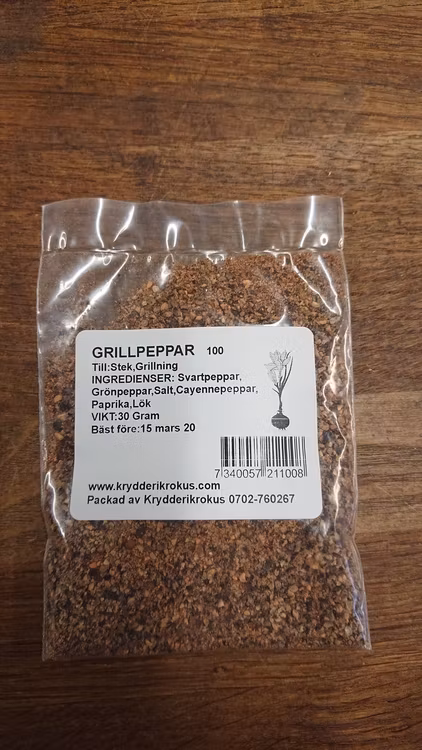 GRILLPEPPAR 100
Till:Stek,Grillning
INGREDIENSER: Svartpeppar,
Grönpeppar,Salt,Cayennepeppar,
Paprika,Lök
VIKT:30 Gram
Bäst före:15 mars 20
7 340057 211008
www.krydderikrokus.com
Packad av Krydderikrokus 0702-760267